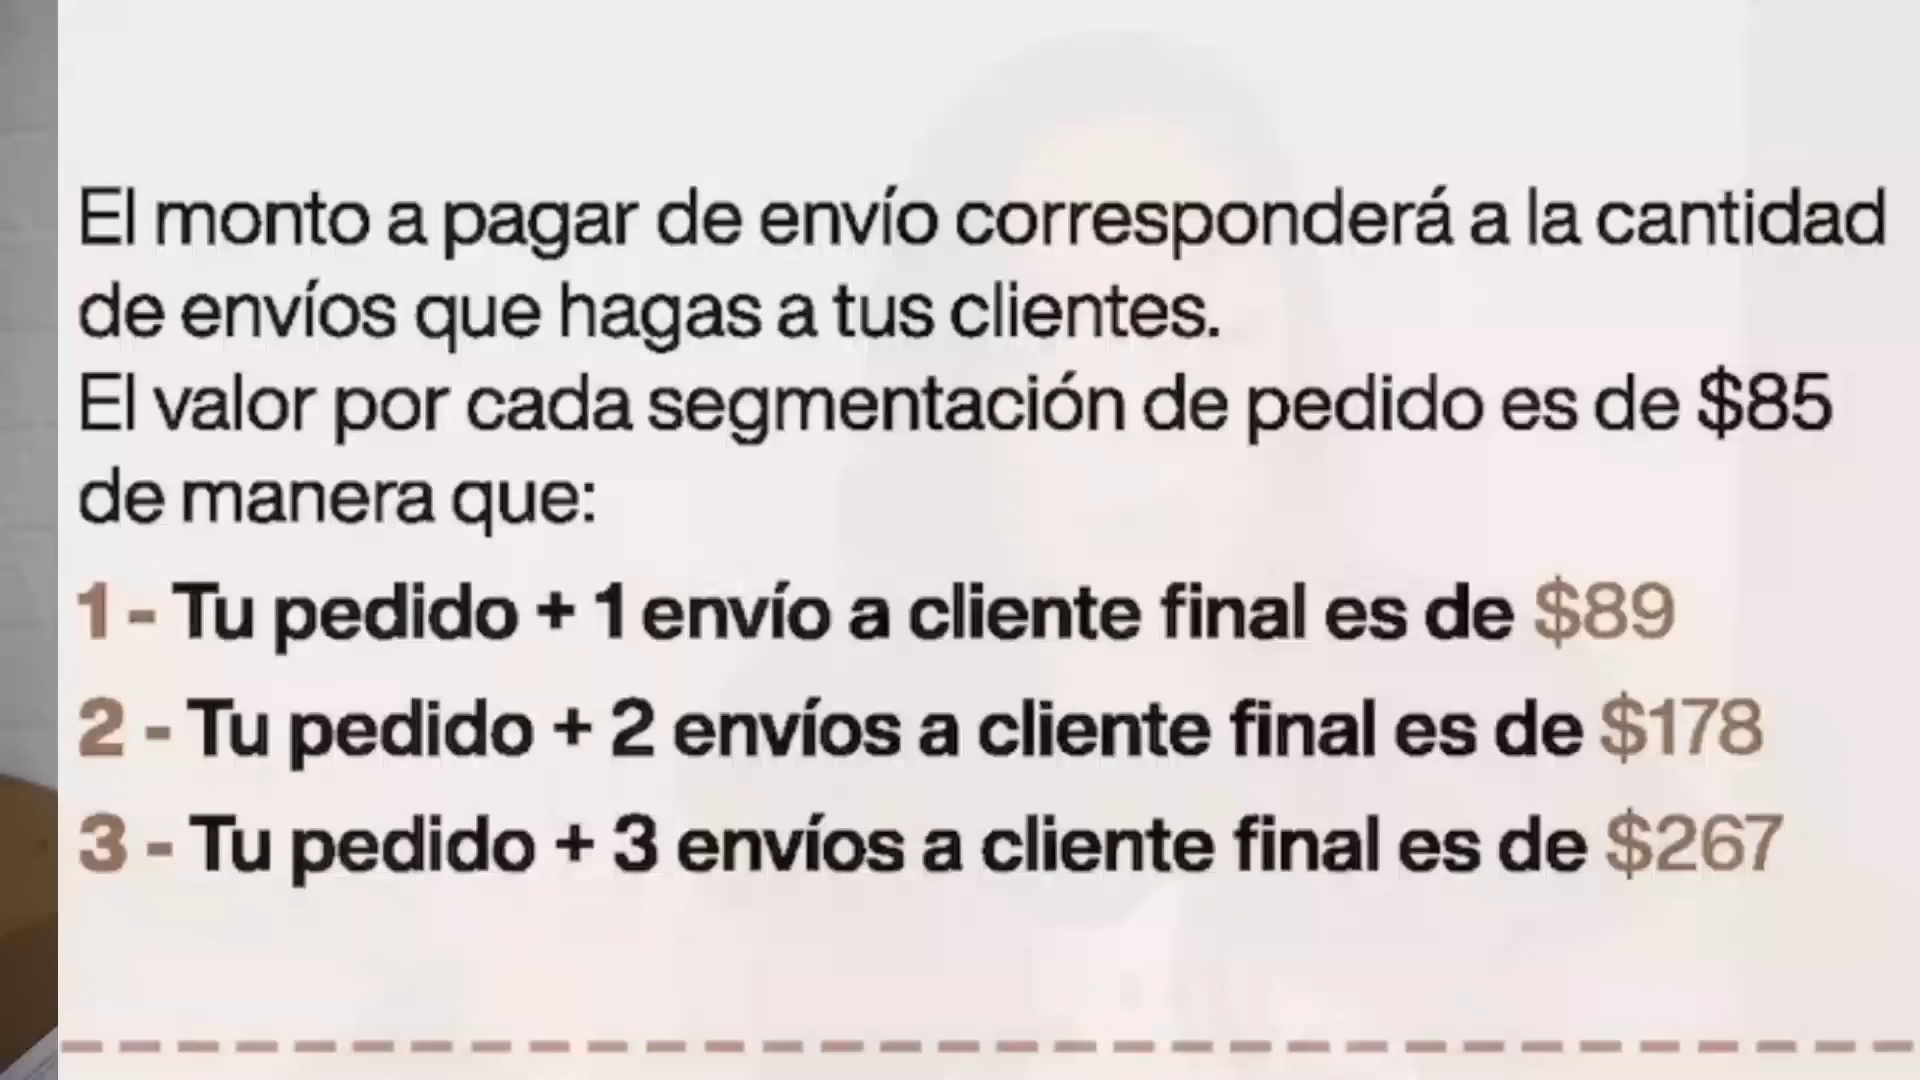 El monto a pagar de envío corresponderá a la cantidad
de envíos que hagas a tus clientes.
El valor por cada segmentación de pedido es de $85
de manera que:
1 - Tu pedido + 1 envío a cliente final es de $89
2 - Tu pedido + 2 envíos a cliente final es de $178
3 - Tu pedido + 3 envíos a cliente final es de $267